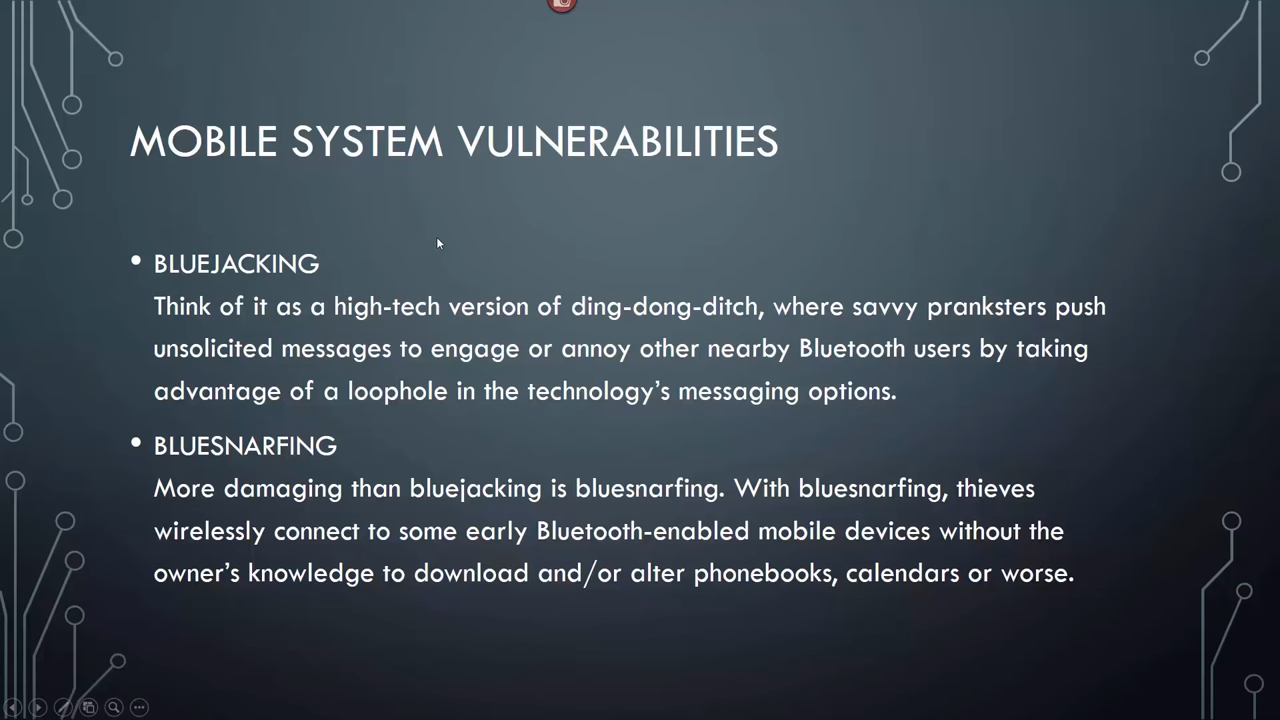 MOBILE SYSTEM VULNERABILITIES
• BLUEJACKING
Think of it as a high-tech version of ding-dong-ditch, where savvy pranksters push
unsolicited messages to engage or annoy other nearby Bluetooth users by taking
advantage of a loophole in the technology’s messaging options.
• BLUESNARFING
More damaging than bluejacking is bluesnarfing. With bluesnarfing, thieves
wirelessly connect to some early Bluetooth-enabled mobile devices without the
owner’s knowledge to download and/or alter phonebooks, calendars or worse.